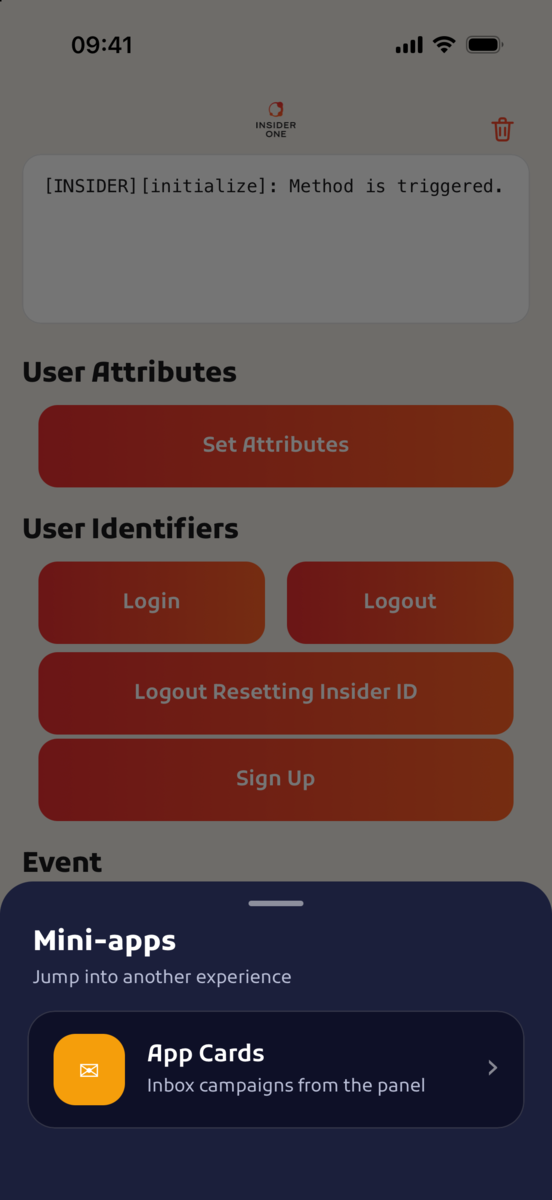 09:41
INSIDER
ONE
[INSIDER][initialize]: Method is triggered.
User Attributes
Set Attributes
User Identifiers
Login
Logout
Logout Resetting Insider ID
Sign Up
Event
Mini-apps
Jump into another experience
App Cards
Inbox campaigns from the panel